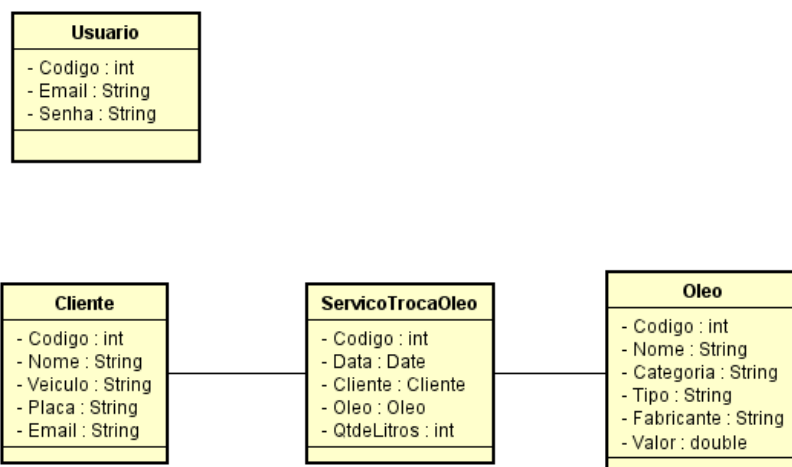 Usuario
- Codigo : int
- Email : String
- Senha : String
Cliente
- Codigo : int
- Nome : String
- Veiculo : String
- Placa : String
- Email : String
ServicoTrocaOleo
- Codigo : int
- Data : Date
- Cliente : Cliente
- Oleo : Oleo
- QtdeLitros : int
Oleo
- Codigo : int
- Nome : String
- Categoria : String
- Tipo : String
- Fabricante : String
- Valor : double